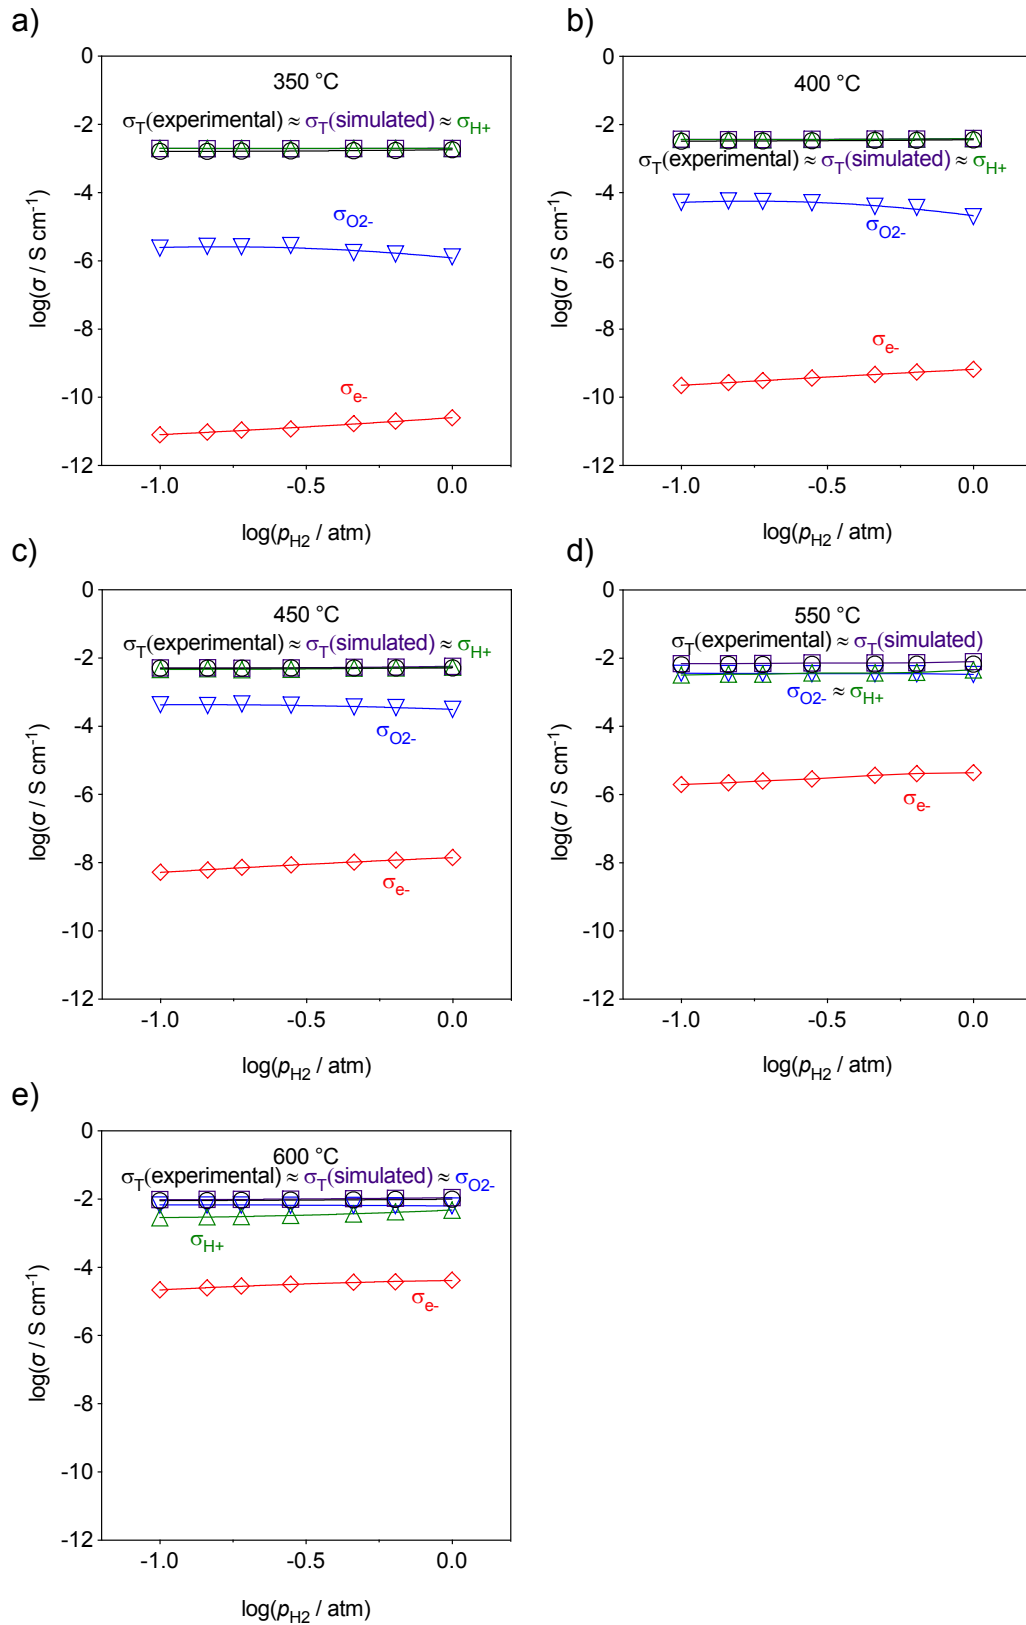 a)
0
-2
-4
-6
-8
-10
-12
log(σ / S cm⁻¹)
350 °C
σT(experimental) ≈ σT(simulated) ≈ σH+
σO2-
σe-
-1.0
-0.5
0.0
log(pH2 / atm)
b)
0
-2
-4
-6
-8
-10
-12
log(σ / S cm⁻¹)
400 °C
σT(experimental) ≈ σT(simulated) ≈ σH+
σO2-
σe-
-1.0
-0.5
0.0
log(pH2 / atm)
c)
0
-2
-4
-6
-8
-10
-12
log(σ / S cm⁻¹)
450 °C
σT(experimental) ≈ σT(simulated) ≈ σH+
σO2-
σe-
-1.0
-0.5
0.0
log(pH2 / atm)
d)
0
-2
-4
-6
-8
-10
-12
log(σ / S cm⁻¹)
550 °C
σT(experimental) ≈ σT(simulated)
σO2- ≈ σH+
σe-
-1.0
-0.5
0.0
log(pH2 / atm)
e)
0
-2
-4
-6
-8
-10
-12
log(σ / S cm⁻¹)
600 °C
σT(experimental) ≈ σT(simulated) ≈ σO2-
σH+
σe-
-1.0
-0.5
0.0
log(pH2 / atm)